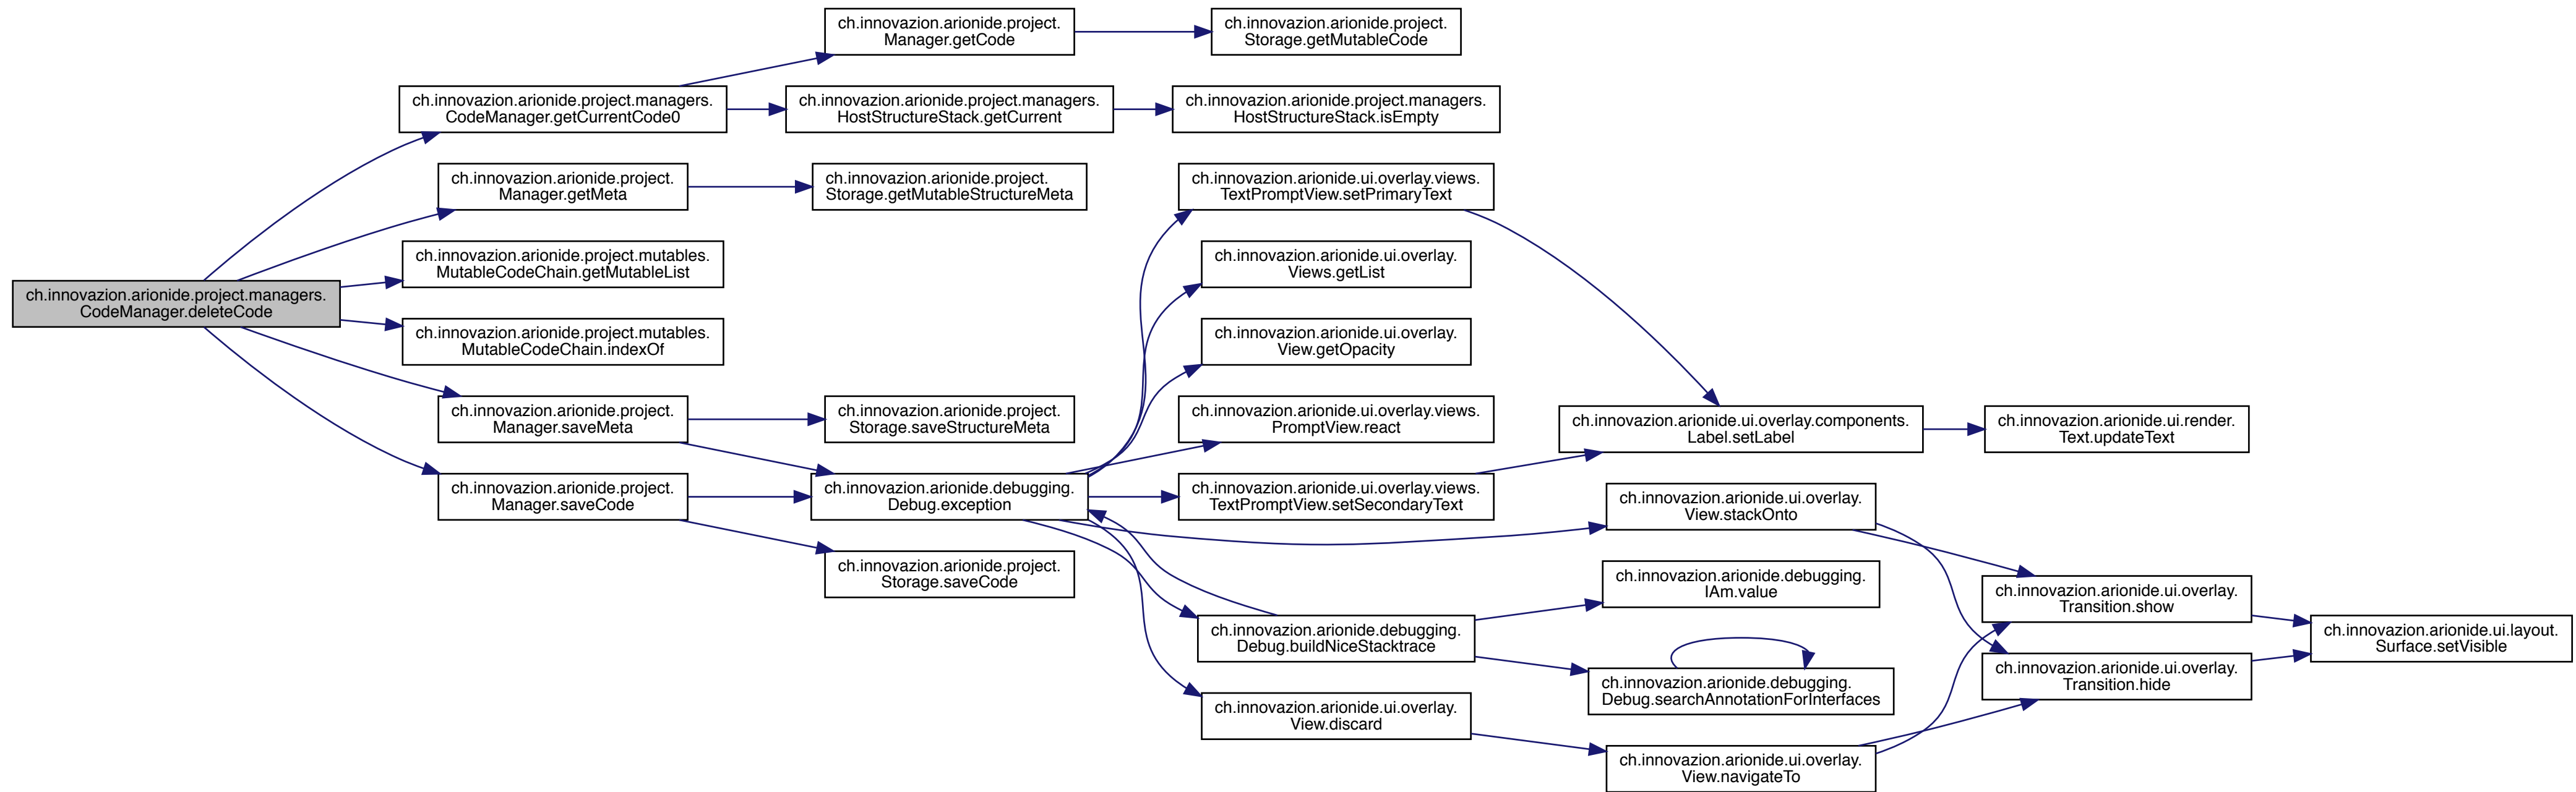 ch.innovazion.arionide.project.managers.
CodeManager.deleteCode
ch.innovazion.arionide.project.managers.
CodeManager.getCurrentCode0
ch.innovazion.arionide.project.
Manager.getMeta
ch.innovazion.arionide.project.mutables.
MutableCodeChain.getMutableList
ch.innovazion.arionide.project.mutables.
MutableCodeChain.indexOf
ch.innovazion.arionide.project.
Manager.saveMeta
ch.innovazion.arionide.project.
Manager.saveCode
ch.innovazion.arionide.project.
Manager.getCode
ch.innovazion.arionide.project.managers.
HostStructureStack.getCurrent
ch.innovazion.arionide.project.
Storage.getMutableStructureMeta
ch.innovazion.arionide.project.
Storage.saveStructureMeta
ch.innovazion.arionide.debugging.
Debug.exception
ch.innovazion.arionide.project.
Storage.saveCode
ch.innovazion.arionide.project.
Storage.getMutableCode
ch.innovazion.arionide.project.managers.
HostStructureStack.isEmpty
ch.innovazion.arionide.ui.overlay.views.
TextPromptView.setPrimaryText
ch.innovazion.arionide.ui.overlay.
Views.getList
ch.innovazion.arionide.ui.overlay.
View.getOpacity
ch.innovazion.arionide.ui.overlay.views.
PromptView.react
ch.innovazion.arionide.ui.overlay.views.
TextPromptView.setSecondaryText
ch.innovazion.arionide.debugging.
Debug.buildNiceStacktrace
ch.innovazion.arionide.ui.overlay.
View.discard
ch.innovazion.arionide.ui.overlay.components.
Label.setLabel
ch.innovazion.arionide.ui.overlay.
View.stackOnto
ch.innovazion.arionide.debugging.
IAm.value
ch.innovazion.arionide.debugging.
Debug.searchAnnotationForInterfaces
ch.innovazion.arionide.ui.overlay.
View.navigateTo
ch.innovazion.arionide.ui.render.
Text.updateText
ch.innovazion.arionide.ui.overlay.
Transition.show
ch.innovazion.arionide.ui.overlay.
Transition.hide
ch.innovazion.arionide.ui.layout.
Surface.setVisible